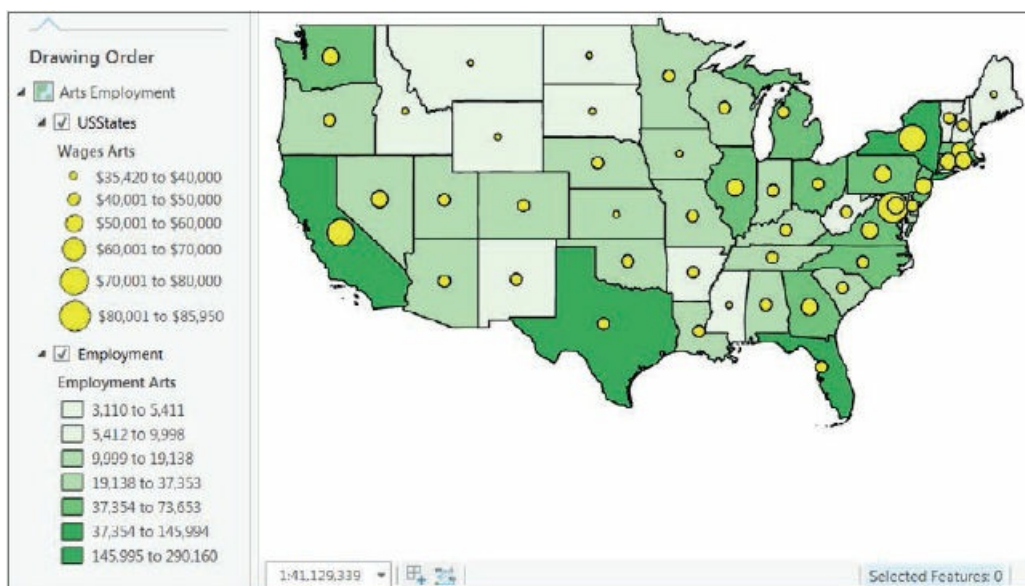 Drawing Order
Arts Employment
USStates
Wages Arts
$35,420 to $40,000
$40,001 to $50,000
$50,001 to $60,000
$60,001 to $70,000
$70,001 to $80,000
$80,001 to $85,950
Employment
Employment Arts
3,110 to 5,411
5,412 to 9,998
9,999 to 19,138
19,138 to 37,353
37,354 to 73,653
37,354 to 145,994
145,995 to 290,160
1:41,129,339
Selected Features: 0